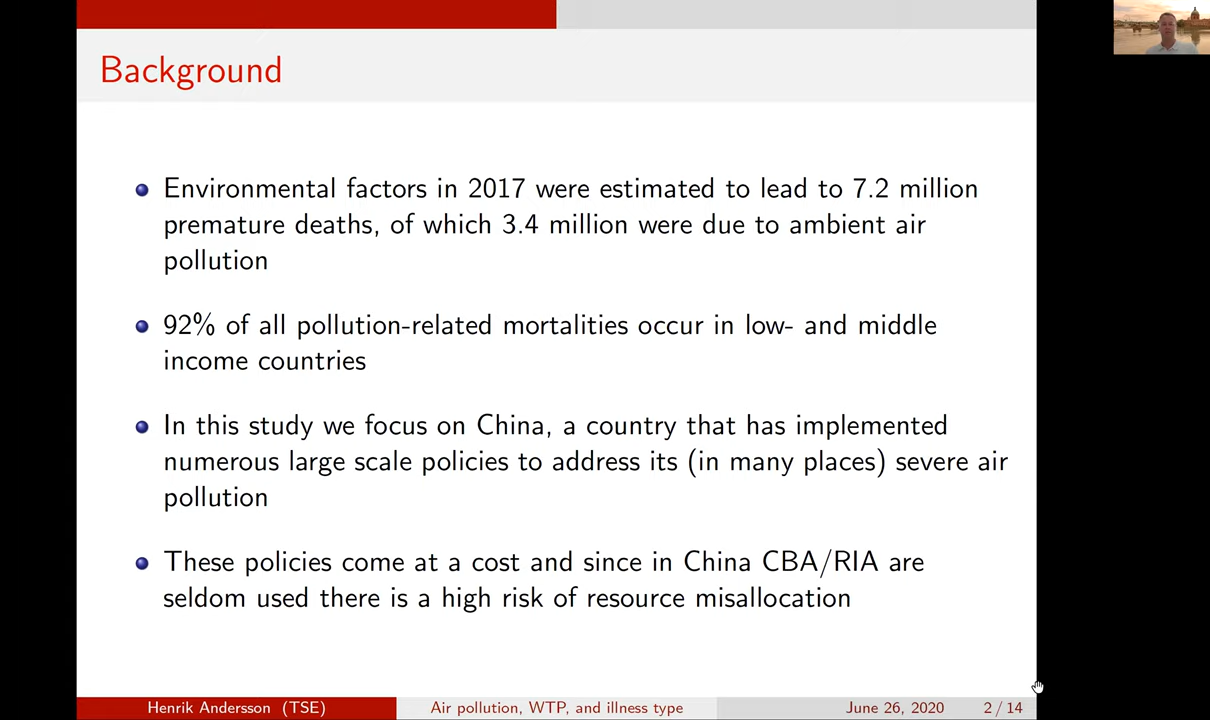 Background
Environmental factors in 2017 were estimated to lead to 7.2 million
premature deaths, of which 3.4 million were due to ambient air
pollution
92% of all pollution-related mortalities occur in low- and middle
income countries
In this study we focus on China, a country that has implemented
numerous large scale policies to address its (in many places) severe air
pollution
These policies come at a cost and since in China CBA/RIA are
seldom used there is a high risk of resource misallocation
Henrik Andersson (TSE) Air pollution, WTP, and illness type June 26, 2020 2 / 14